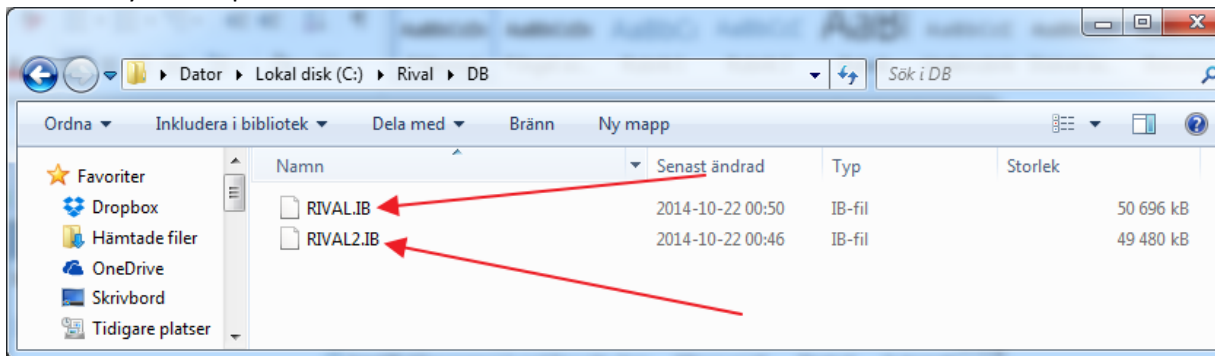 Dator ▸ Lokal disk (C:) ▸ Rival ▸ DB
Sök i DB
Ordna Inkludera i bibliotek Dela med Bränn Ny mapp
Favoriter
Dropbox
Hämtade filer
OneDrive
Skrivbord
Tidigare platser
Namn Senast ändrad Typ Storlek
RIVAL.IB 2014-10-22 00:50 IB-fil 50 696 kB
RIVAL2.IB 2014-10-22 00:46 IB-fil 49 480 kB